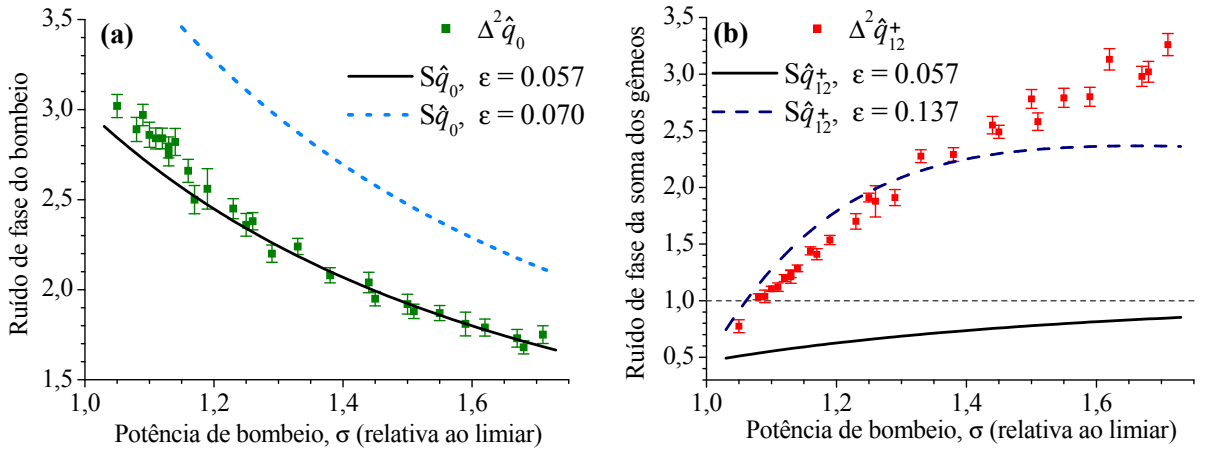 (a)
Δ²q̂₀
Sq̂₀, ε = 0.057
Sq̂₀, ε = 0.070
Ruído de fase do bombeio
3,5
3,0
2,5
2,0
1,5
1,0 1,2 1,4 1,6
Potência de bombeio, σ (relativa ao limiar)
(b)
Δ²q̂⁺₁₂
Sq̂⁺₁₂, ε = 0.057
Sq̂⁺₁₂, ε = 0.137
Ruído de fase da soma dos gêmeos
3,5
3,0
2,5
2,0
1,5
1,0
0,5
1,0 1,2 1,4 1,6
Potência de bombeio, σ (relativa ao limiar)